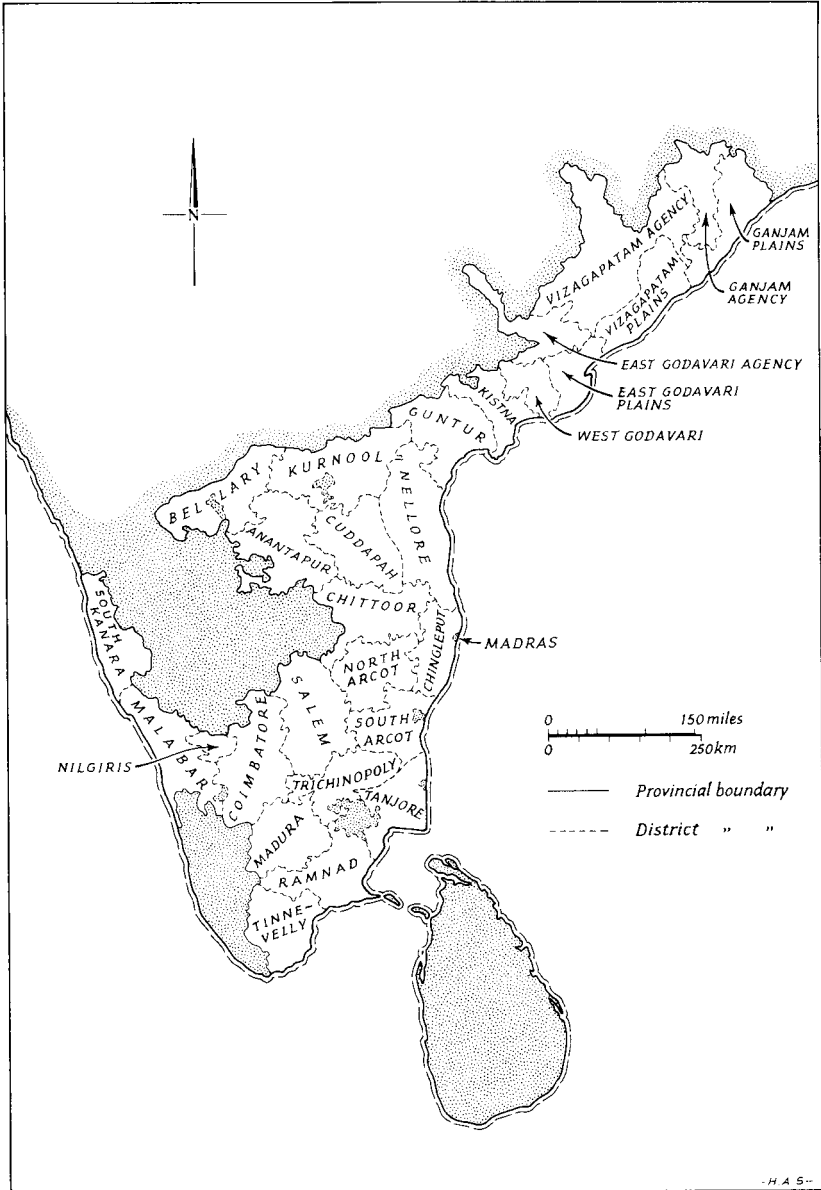 N
GANJAM
PLAINS
GANJAM
AGENCY
VIZAGAPATAM AGENCY
VIZAGAPATAM
PLAINS
EAST GODAVARI AGENCY
EAST GODAVARI
PLAINS
WEST GODAVARI
KISTNA
GUNTUR
KURNOOL
BELLARY
NELLORE
CUDDAPAH
ANANTAPUR
CHITTOOR
SOUTH
KANARA
CHINGLEPUT
MADRAS
NORTH
ARCOT
SALEM
MALABAR
COIMBATORE
SOUTH
ARCOT
NILGIRIS
TRICHINOPOLY
TANJORE
MADURA
RAMNAD
TINNE-
VELLY
0 150 miles
0 250km
Provincial boundary
District " "
-H.A.S-